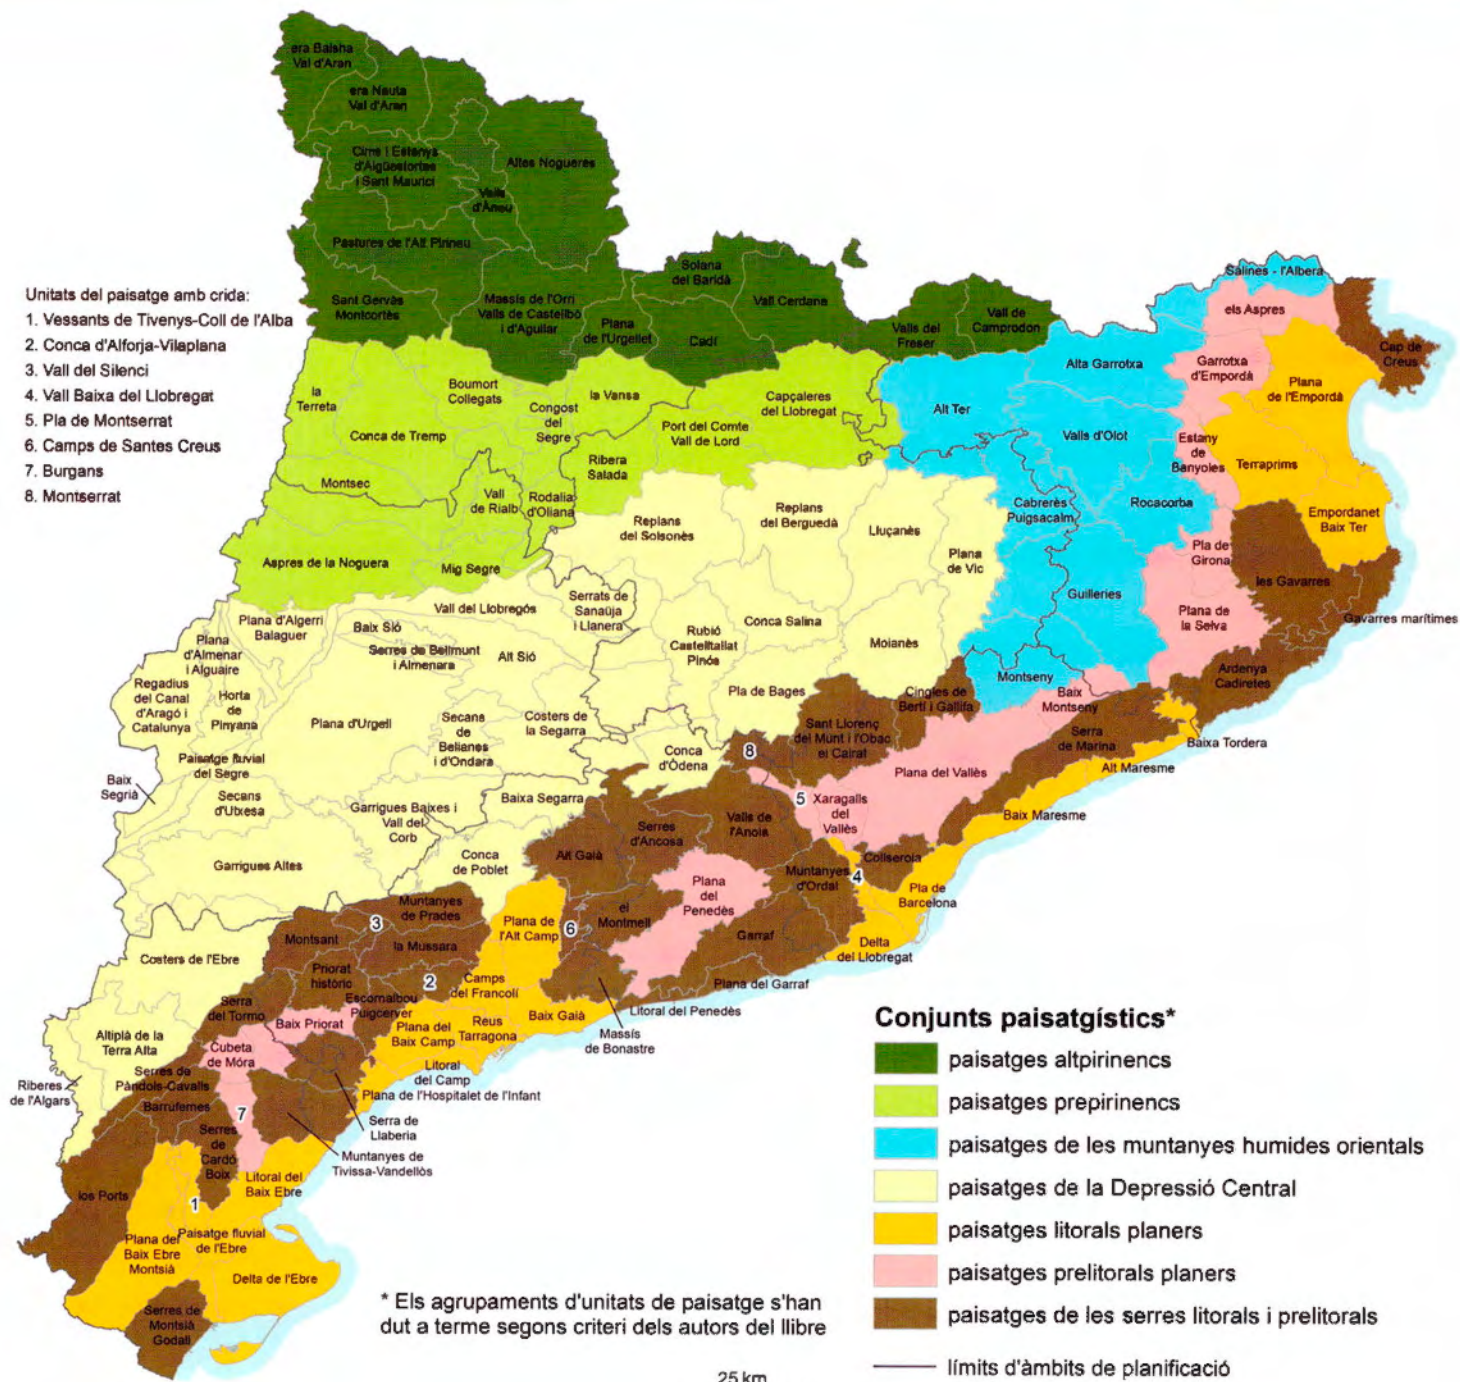 era Baisha
Val d'Aran
era Nauta
Val d'Aran
Cims i Estanys
d'Aigüestortes
i Sant Maurici
Altes Nogueres
Valls
d'Àneu
Pastures de l'Alt Pirineu
Sant Gervàs
Montcortès
Massís de l'Orri
Valls de Castellbò
i d'Aguilar
Plana
de l'Urgellet
Solana
del Baridà
Cadí
Vall Cerdana
Valls del
Freser
Vall de
Camprodon
Salines - l'Albera
els Aspres
Cap de
Creus
Garrotxa
d'Empordà
Plana
de l'Empordà
Alta Garrotxa
Alt Ter
Valls d'Olot
Estany
de
Banyoles
Terraprims
Empordanet
Baix Ter
Rocacorba
Cabrerès
Puigsacalm
Pla de
Girona
les Gavarres
Gavarres marítimes
Guilleries
Plana de
la Selva
Ardenya
Cadiretes
Montseny
Baix
Montseny
Unitats del paisatge amb crida:
1. Vessants de Tivenys-Coll de l'Alba
2. Conca d'Alforja-Vilaplana
3. Vall del Silenci
4. Vall Baixa del Llobregat
5. Pla de Montserrat
6. Camps de Santes Creus
7. Burgans
8. Montserrat
la
Terreta
Boumort
Collegats
Conca de Tremp
Congost
del
Segre
la Vansa
Capçaleres
del Llobregat
Port del Comte
Vall de Lord
Ribera
Salada
Montsec
Vall
de Rialb
Rodalia
d'Oliana
Aspres de la Noguera
Mig Segre
Replans
del Solsonès
Replans
del Berguedà
Lluçanès
Plana
de Vic
Serrats de
Sanaüja
i Llanera
Vall del Llobregós
Plana d'Algerri
Balaguer
Baix Sió
Serres de Bellmunt
i Almenara
Alt Sió
Rubió
Castelltallat
Pinós
Conca Salina
Moianès
Plana
d'Almenar
i Alguaire
Regadius
del Canal
d'Aragó i
Catalunya
Horta
de
Pinyana
Plana d'Urgell
Secans
de
Belianes
i d'Ondara
Costers de
la Segarra
Pla de Bages
Cingles de
Bertí i Gallifa
Sant Llorenç
del Munt i l'Obac
el Cairat
Conca
d'Òdena
8
Serra
de Marina
Baixa Tordera
Alt Maresme
Plana del Vallès
Baix Maresme
Paisatge fluvial
del Segre
Baix
Segrià
Secans
d'Utxesa
Garrigues Baixes i
Vall del
Corb
Baixa Segarra
5
Xaragalls
del
Vallès
Valls de
l'Anoia
Serres
d'Ancosa
Alt Gaià
Garrigues Altes
Conca
de Poblet
Collserola
4
Muntanyes
d'Ordal
Pla de
Barcelona
Plana
del
Penedès
el
Montmell
6
Garraf
Delta
del Llobregat
Plana del Garraf
Litoral del Penedès
Massís
de Bonastre
Muntanyes
de Prades
3
Montsant
la Mussara
Plana de
l'Alt Camp
Priorat
històric
2
Camps
del Francolí
Escornalbou
Puigcerver
Costers de l'Ebre
Serra
del Tormo
Baix Priorat
Plana del
Baix Camp
Reus
Tarragona
Baix Gaià
Altiplà de la
Terra Alta
Cubeta
de Móra
Litoral
del Camp
Plana de l'Hospitalet de l'Infant
Riberes
de l'Algars
Serres de
Pàndols-Cavalls
Barrufemes
Serra de
Llaberia
Muntanyes de
Tivissa-Vandellòs
7
Serres
de
Cardó
Boix
Litoral del
Baix Ebre
los Ports
1
Paisatge fluvial
de l'Ebre
Plana del
Baix Ebre
Montsià
Delta de l'Ebre
Serres de
Montsià
Godall
Conjunts paisatgístics*
paisatges altpirinencs
paisatges prepirinencs
paisatges de les muntanyes humides orientals
paisatges de la Depressió Central
paisatges litorals planers
paisatges prelitorals planers
paisatges de les serres litorals i prelitorals
límits d'àmbits de planificació
* Els agrupaments d'unitats de paisatge s'han
dut a terme segons criteri dels autors del llibre
25 km